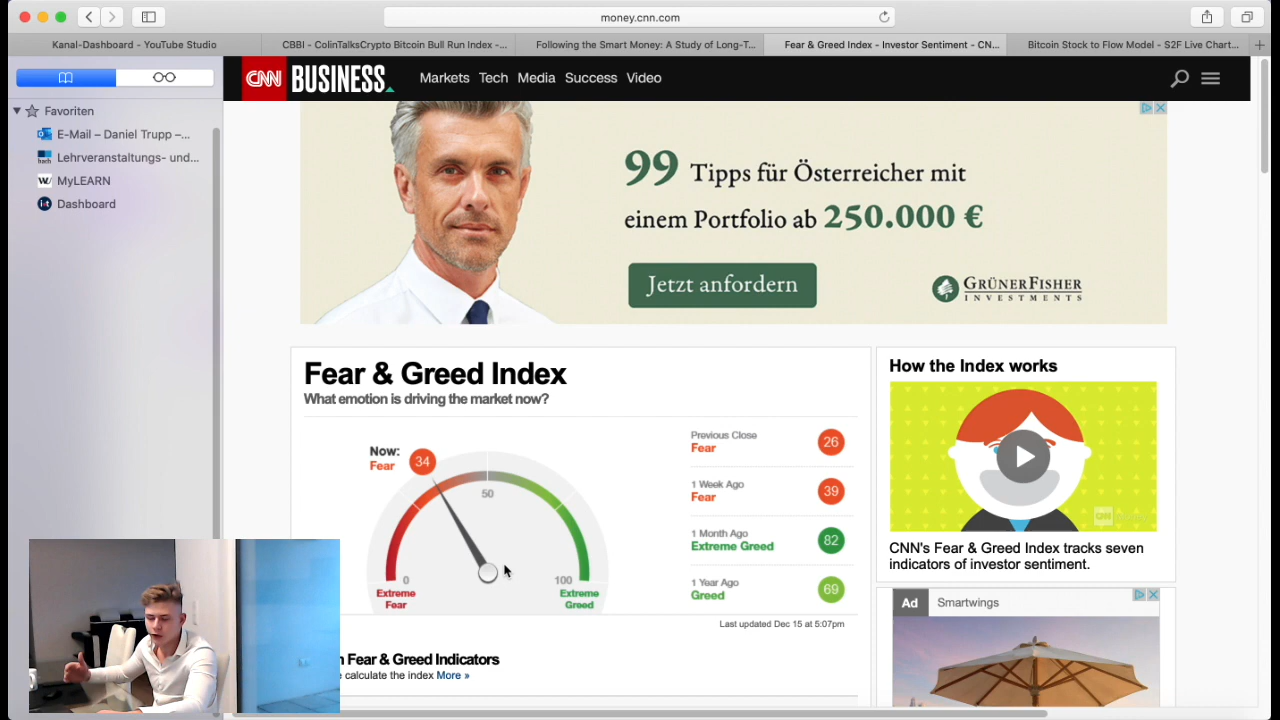 money.cnn.com
Kanal-Dashboard - YouTube Studio
CBBI - ColinTalksCrypto Bitcoin Bull Run Index -...
Following the Smart Money: A Study of Long-T...
Fear & Greed Index - Investor Sentiment - CN...
Bitcoin Stock to Flow Model - S2F Live Chart...
Favoriten
E-Mail – Daniel Trupp –...
Lehrveranstaltungs- und...
MyLEARN
Dashboard
CNN BUSINESS
Markets Tech Media Success Video
99 Tipps für Österreicher mit
einem Portfolio ab 250.000 €
Jetzt anfordern
GRÜNERFISHER
INVESTMENTS
Fear & Greed Index
What emotion is driving the market now?
Now:
Fear
34
50
0
100
Extreme
Fear
Extreme
Greed
Previous Close
Fear
26
1 Week Ago
Fear
39
1 Month Ago
Extreme Greed
82
1 Year Ago
Greed
69
Last updated Dec 15 at 5:07pm
Fear & Greed Indicators
calculate the index More »
How the Index works
CNN's Fear & Greed Index tracks seven
indicators of investor sentiment.
Ad
Smartwings